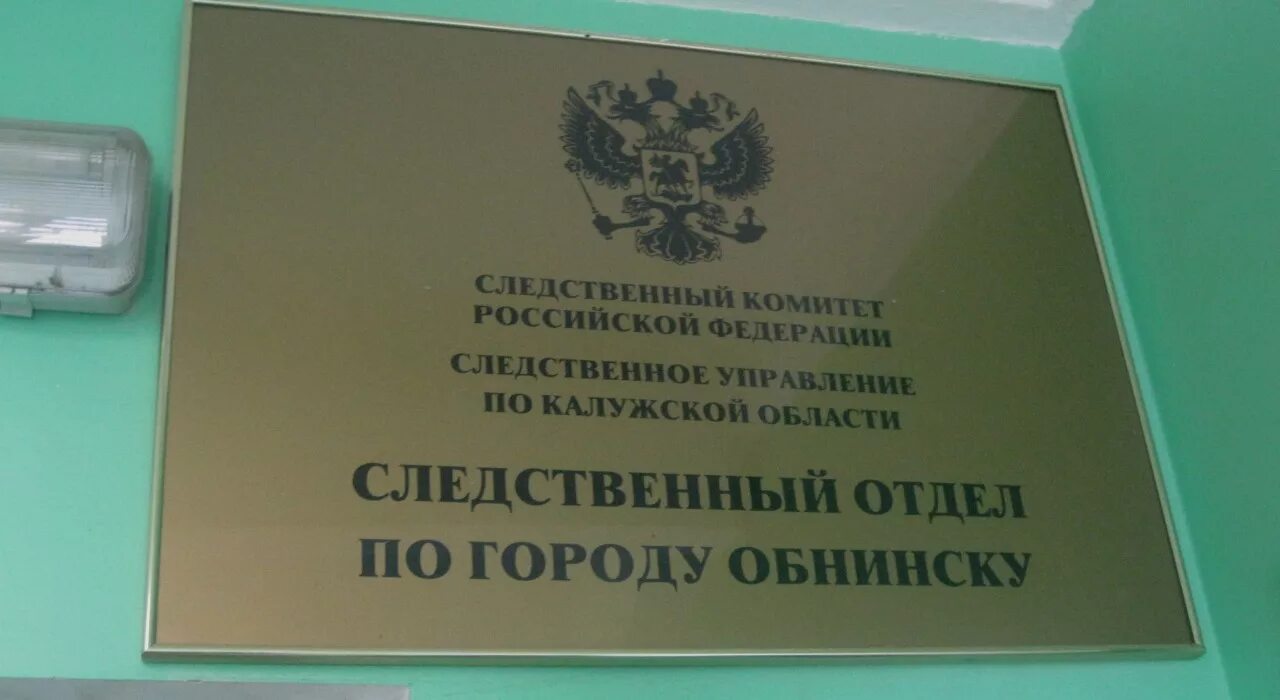 СЛЕДСТВЕННЫЙ КОМИТЕТ
РОССИЙСКОЙ ФЕДЕРАЦИИ
СЛЕДСТВЕННОЕ УПРАВЛЕНИЕ
ПО КАЛУЖСКОЙ ОБЛАСТИ
СЛЕДСТВЕННЫЙ ОТДЕЛ
ПО ГОРОДУ ОБНИНСКУ